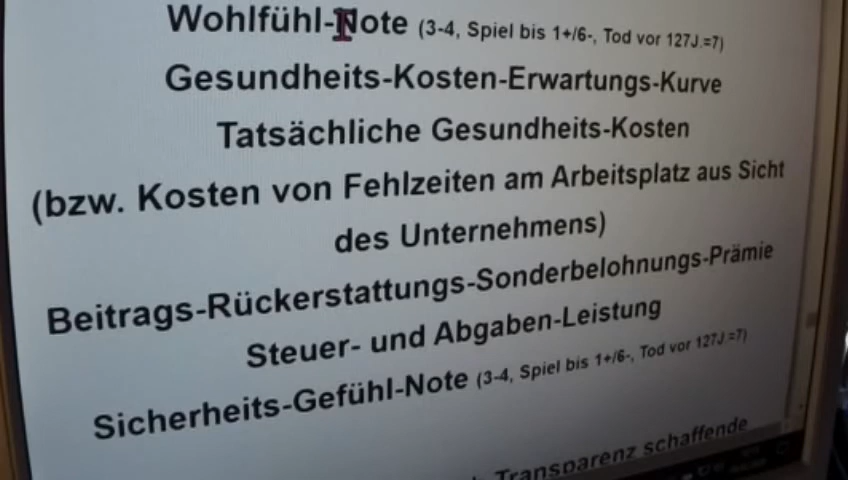 Wohlfühl-Note (3-4, Spiel bis 1+/6-, Tod vor 127J.=7)
Gesundheits-Kosten-Erwartungs-Kurve
Tatsächliche Gesundheits-Kosten
(bzw. Kosten von Fehlzeiten am Arbeitsplatz aus Sicht
des Unternehmens)
Beitrags-Rückerstattungs-Sonderbelohnungs-Prämie
Steuer- und Abgaben-Leistung
Sicherheits-Gefühl-Note (3-4, Spiel bis 1+/6-, Tod vor 127J.=7)
Transparenz schaffende